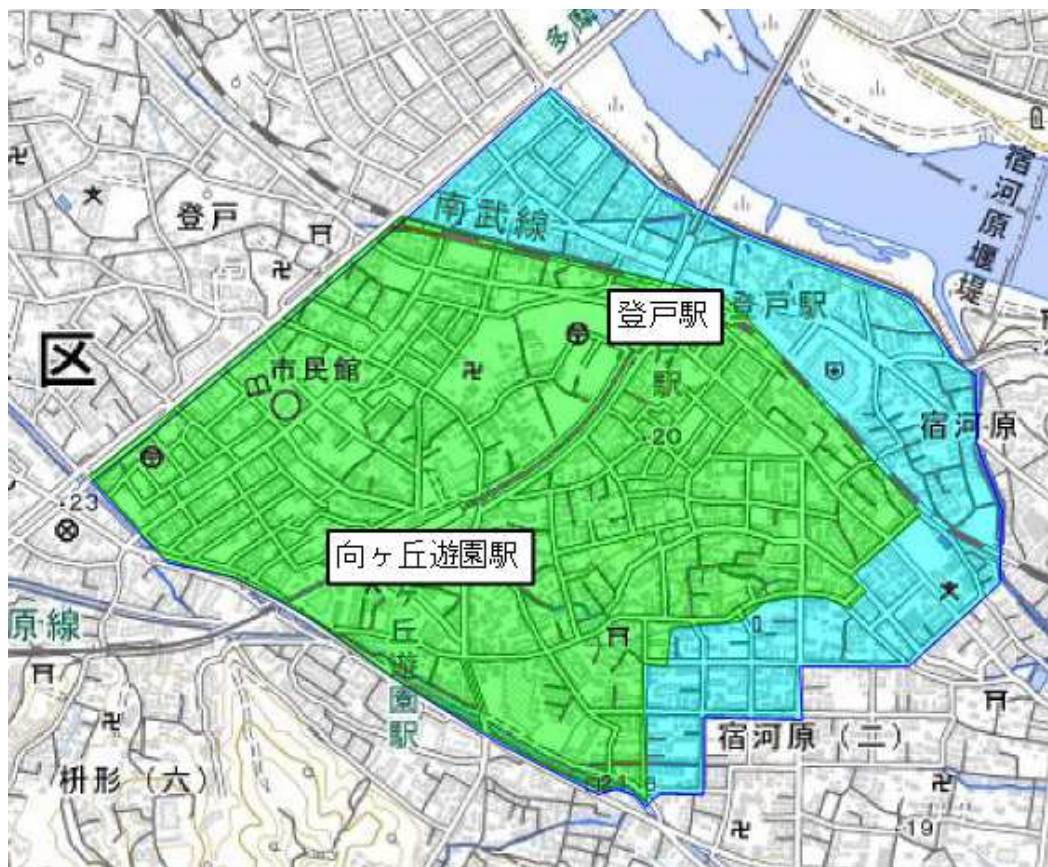 多摩
宿河原堰堤
登戸
南武線
登戸駅
登戸駅
区
市民館
駅
宿河原
・20
・23
向ヶ丘遊園駅
原線
丘遊園駅
宿河原（二）
枡形（六）
・19